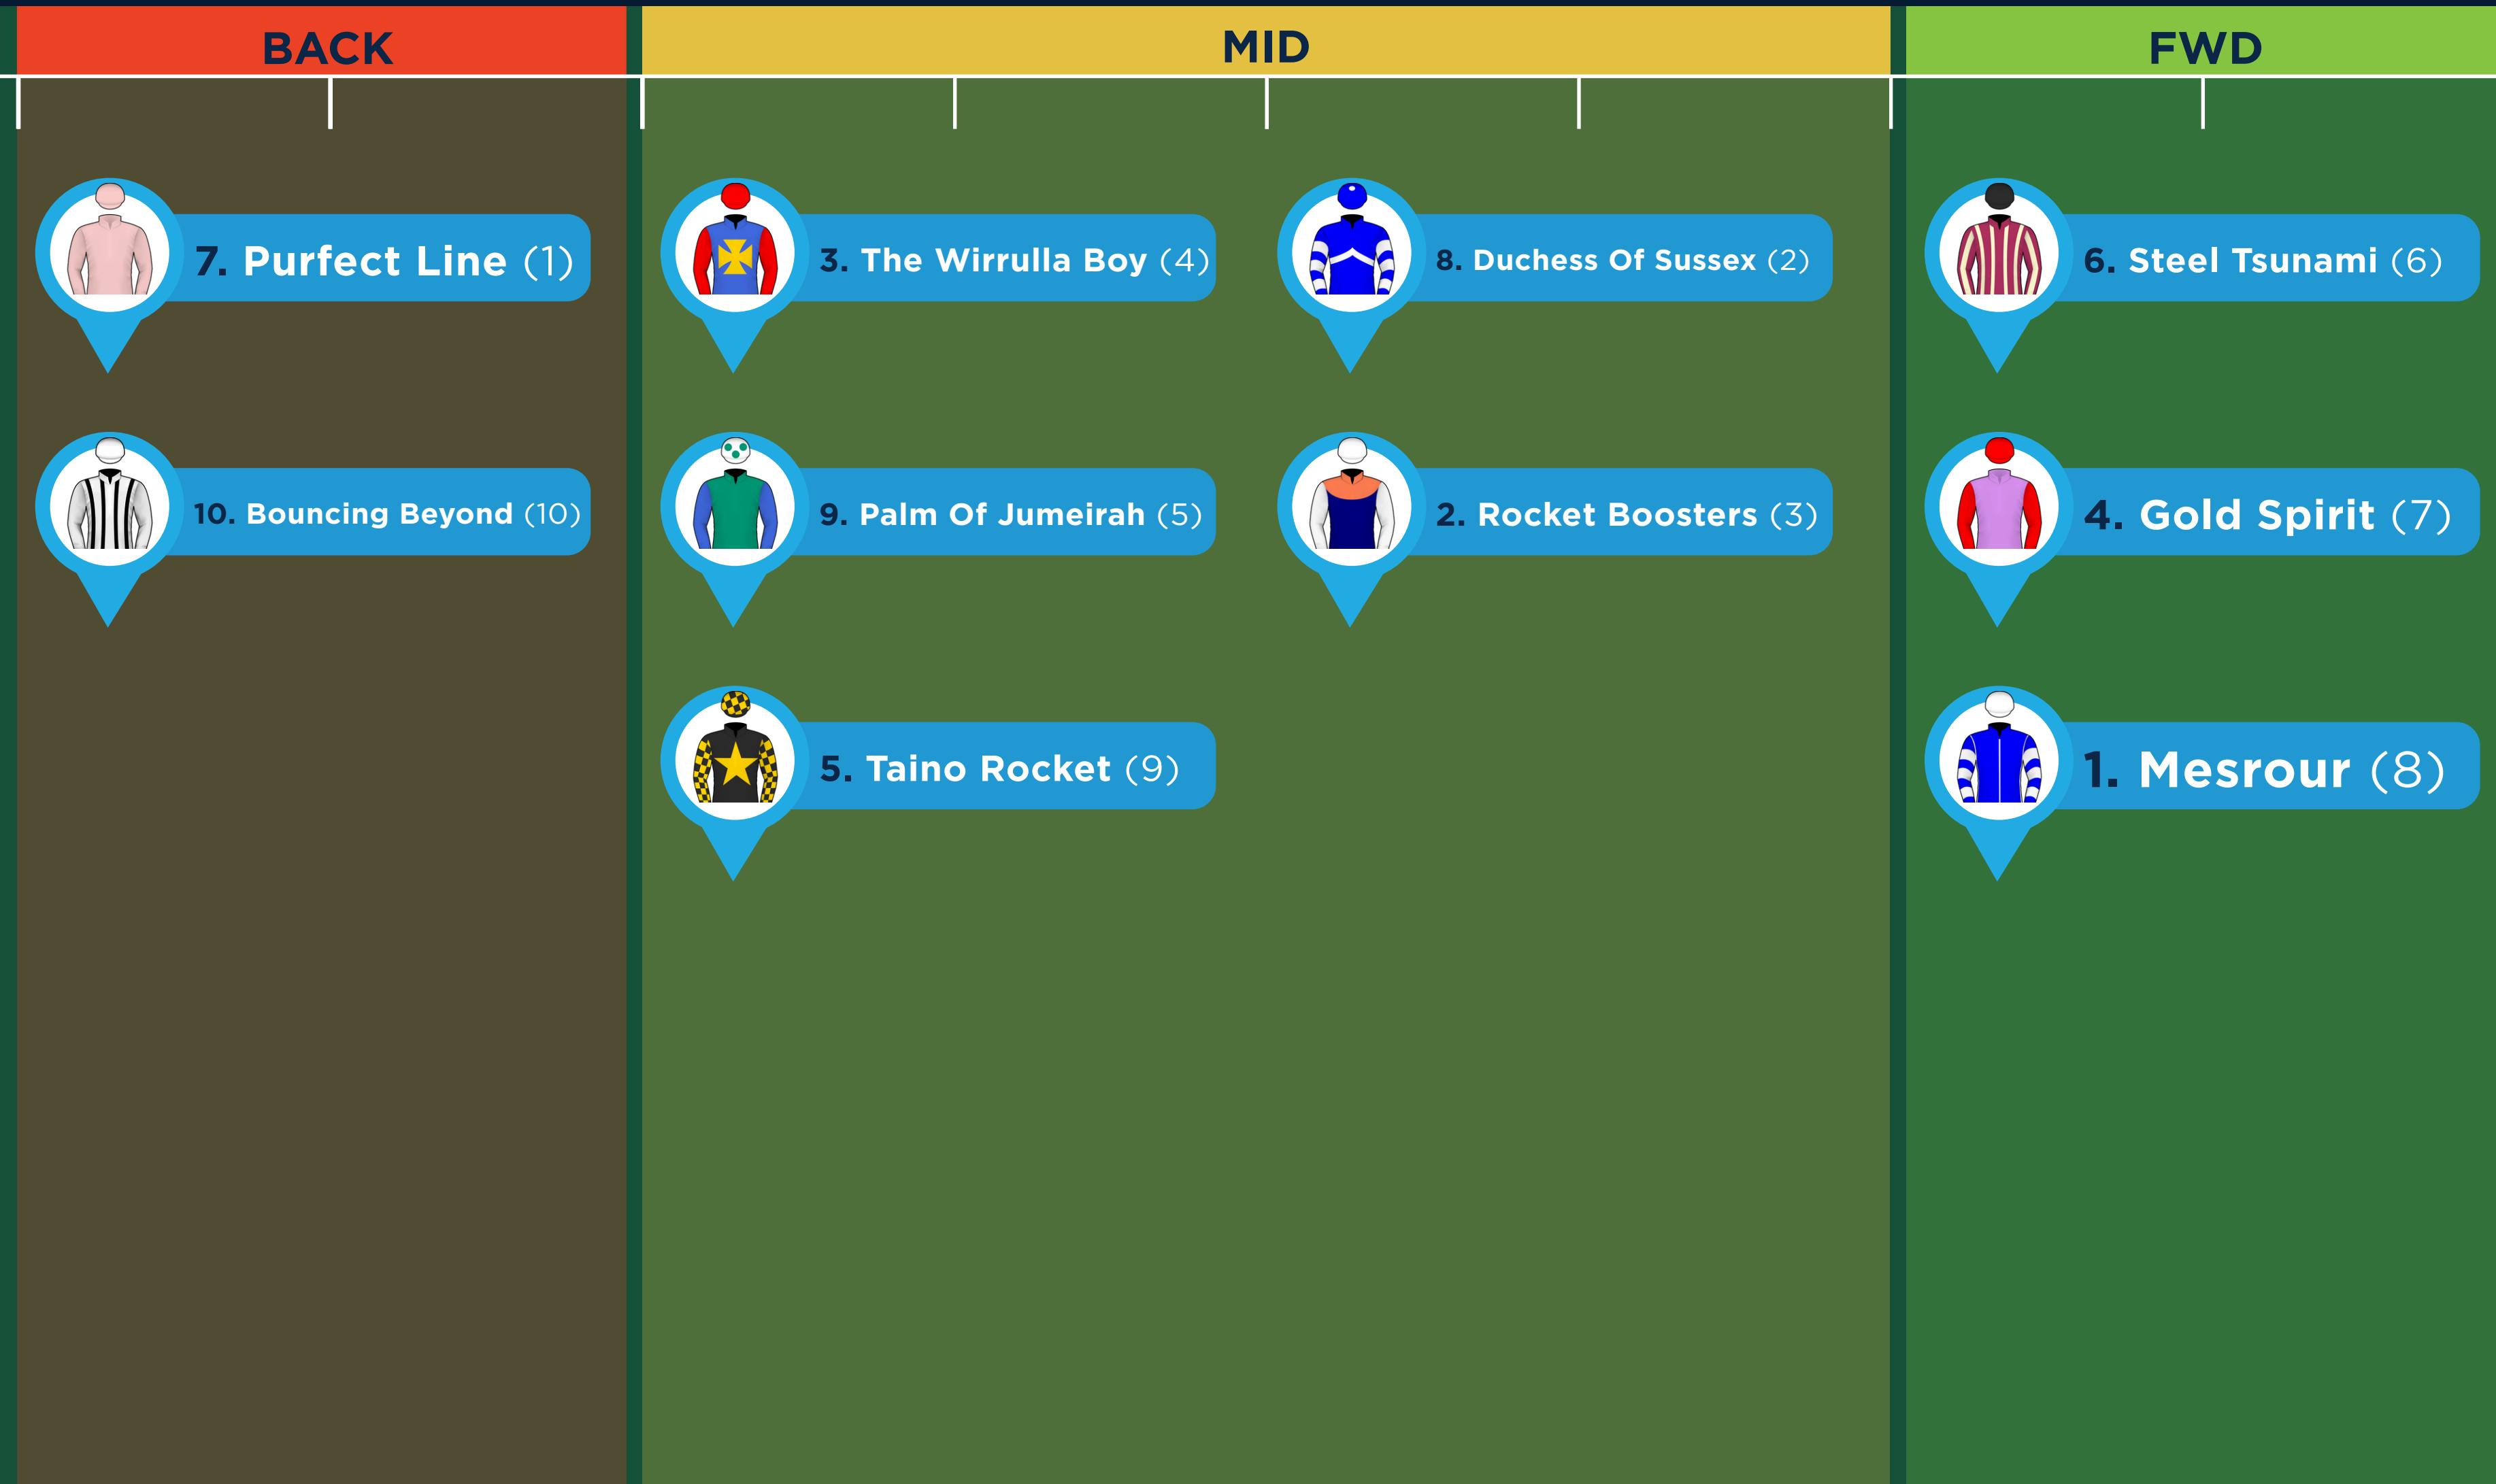 BACK
MID
FWD
7. Purfect Line (1)
3. The Wirrulla Boy (4)
8. Duchess Of Sussex (2)
6. Steel Tsunami (6)
10. Bouncing Beyond (10)
9. Palm Of Jumeirah (5)
2. Rocket Boosters (3)
4. Gold Spirit (7)
5. Taino Rocket (9)
1. Mesrour (8)